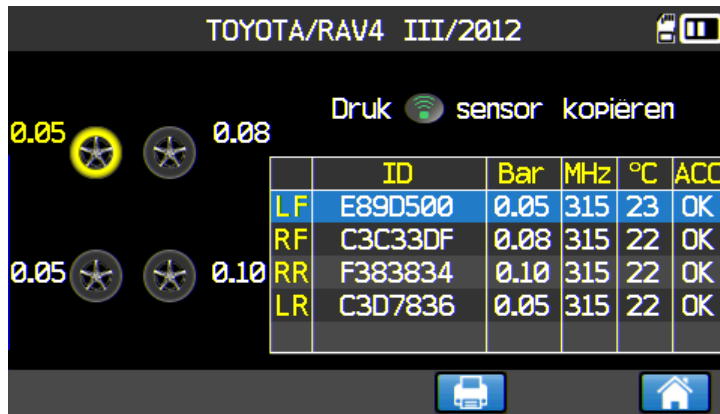 TOYOTA/RAV4 III/2012
Druk sensor kopiëren
0.05 0.08
0.05 0.10
ID Bar MHz °C ACC
LF E89D500 0.05 315 23 OK
RF C3C33DF 0.08 315 22 OK
RR F383834 0.10 315 22 OK
LR C3D7836 0.05 315 22 OK